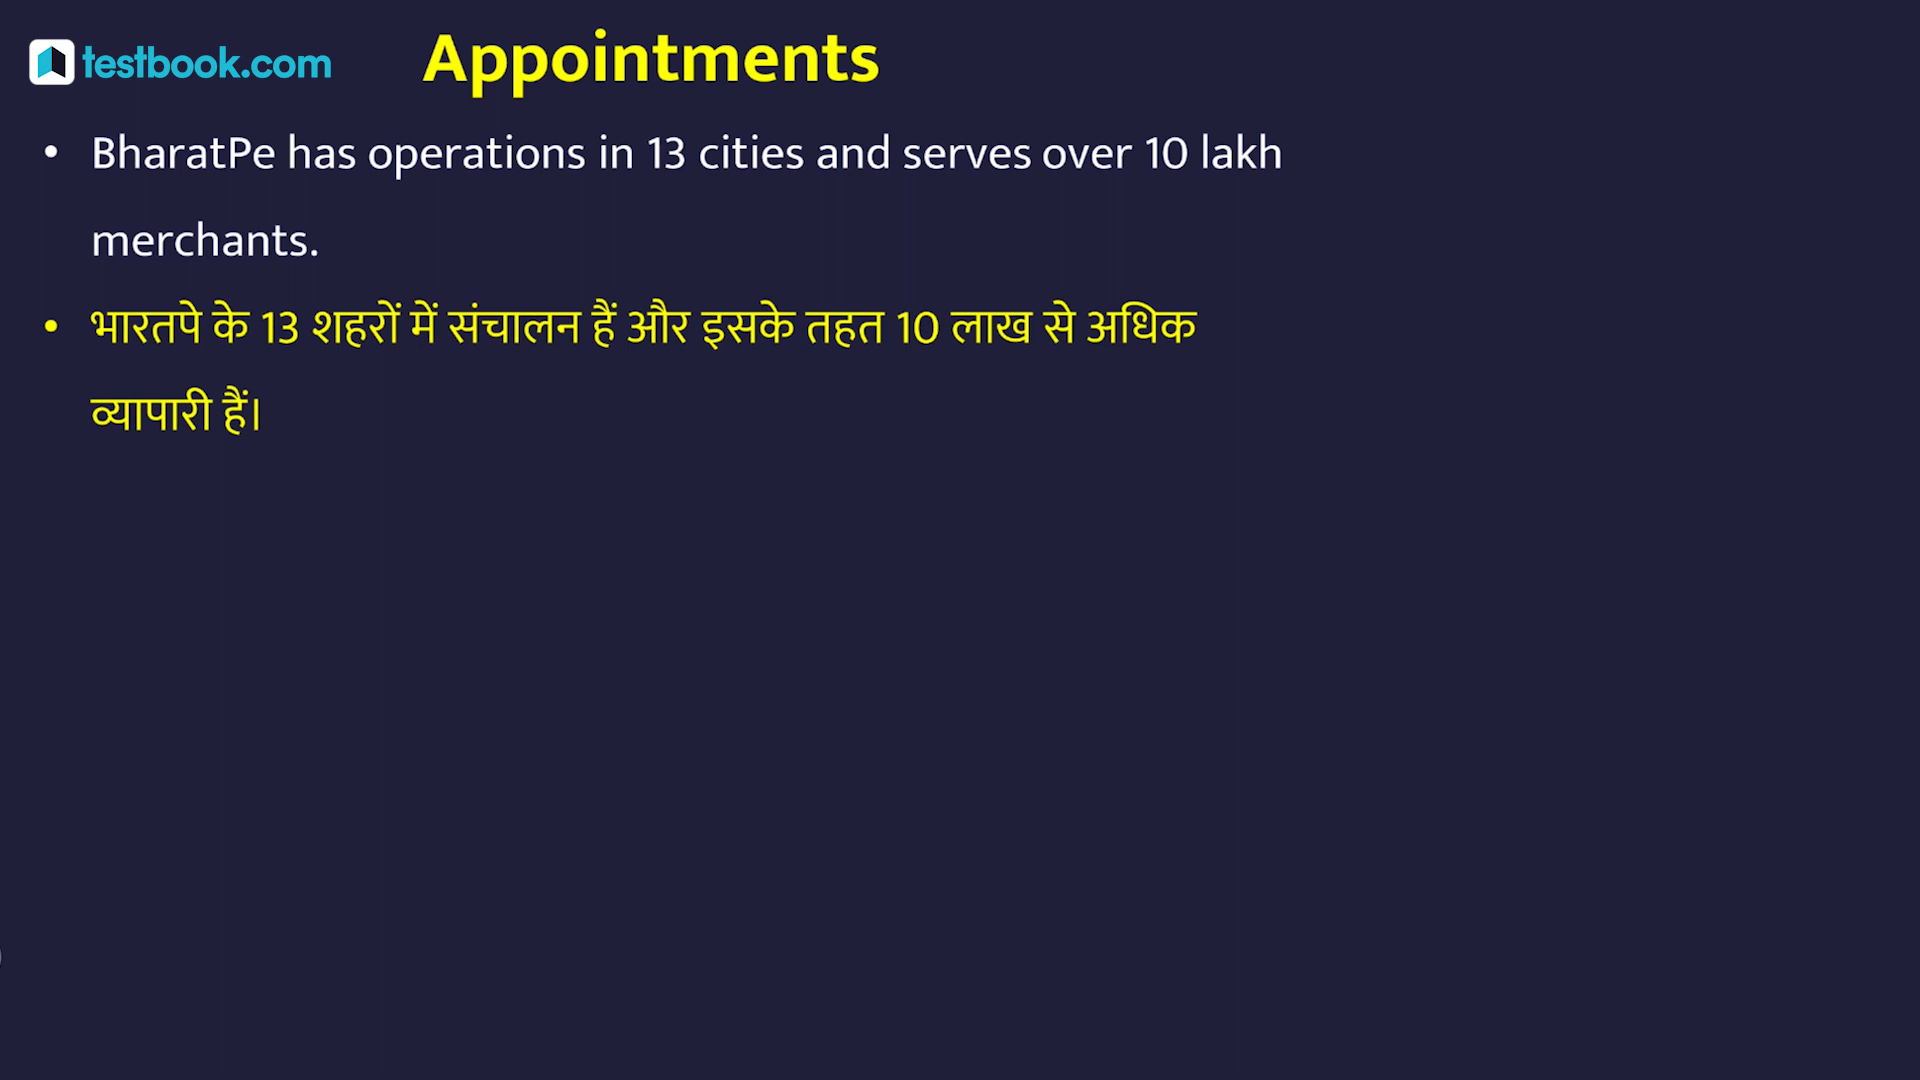 testbook.com
Appointments
• BharatPe has operations in 13 cities and serves over 10 lakh
merchants.
• भारतपे के 13 शहरों में संचालन हैं और इसके तहत 10 लाख से अधिक
व्यापारी हैं।